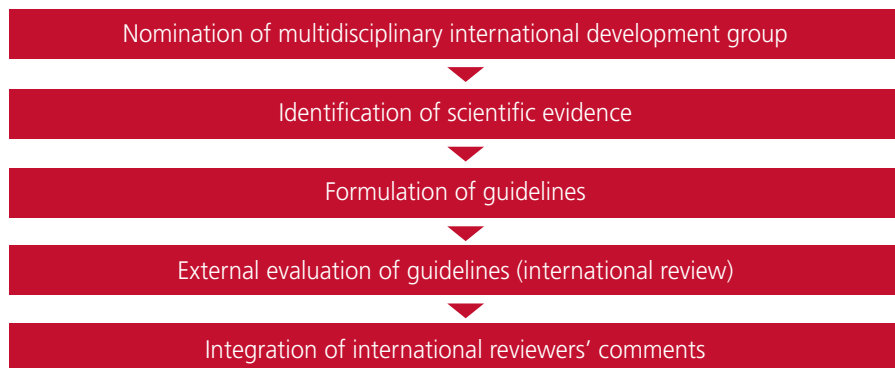 Nomination of multidisciplinary international development group
Identification of scientific evidence
Formulation of guidelines
External evaluation of guidelines (international review)
Integration of international reviewers’ comments